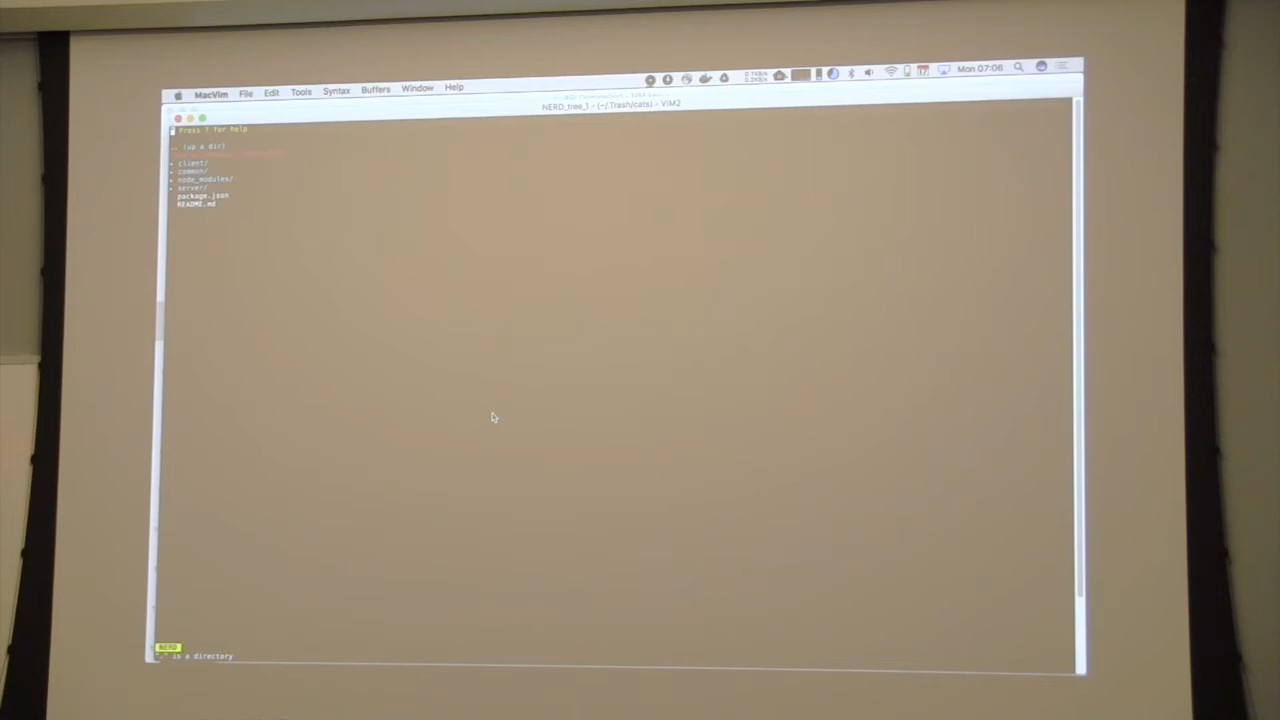 MacVim File Edit Tools Syntax Buffers Window Help Mon 07:06
NERD_tree_1 - (~/.Trash/cats) - VIM2
Press ? for help
.. (up a dir)
client/
common/
node_modules/
server/
package.json
README.md
NERD
"." is a directory